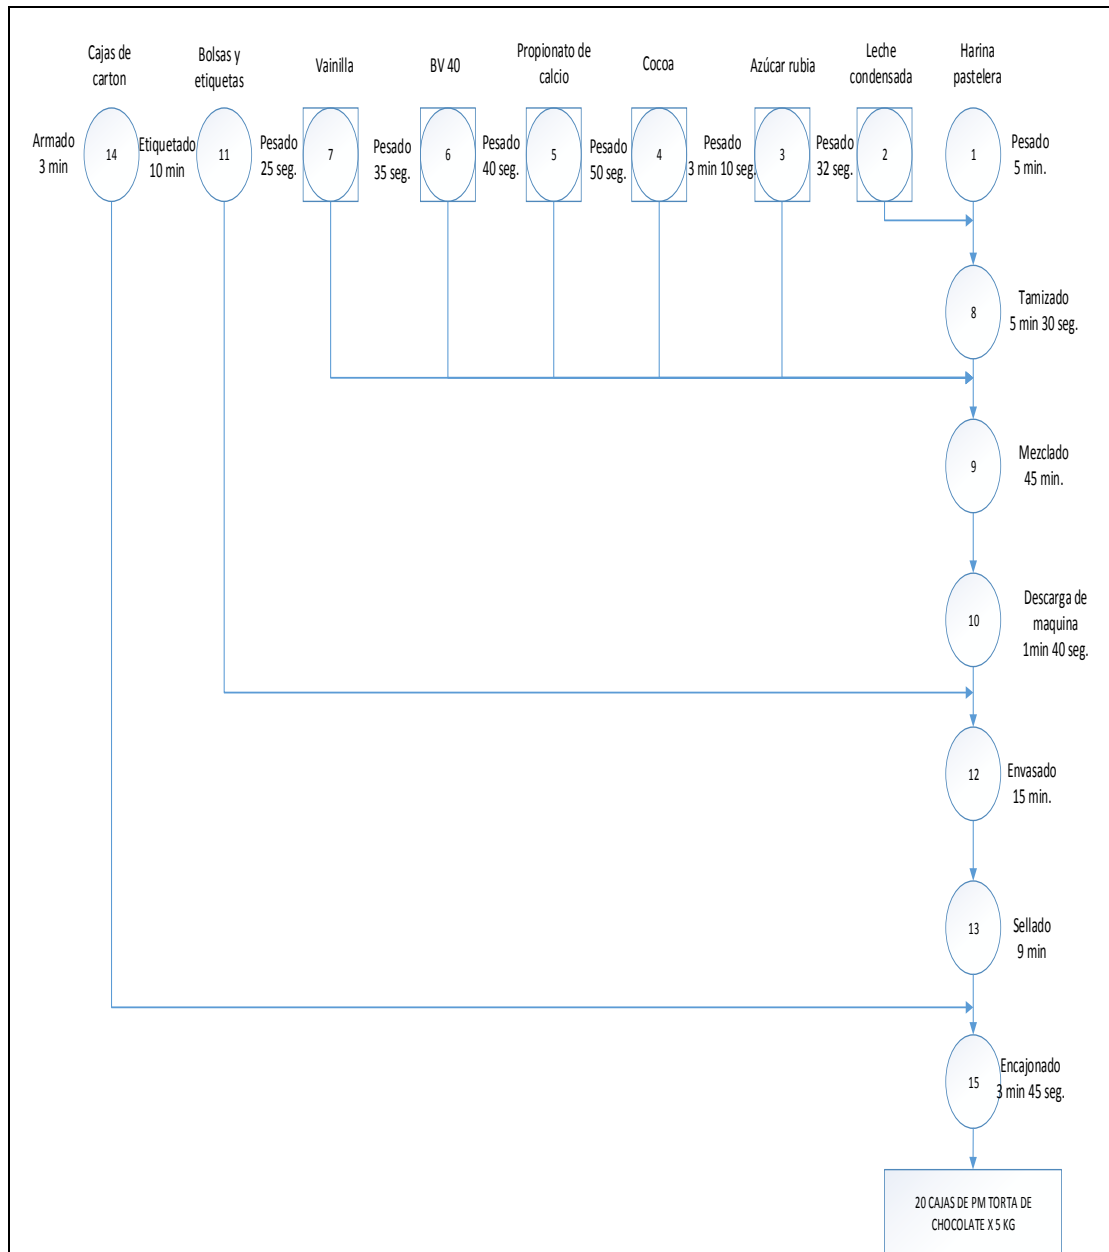 Cajas de
carton
Bolsas y
etiquetas
Vainilla
BV 40
Propionato de
calcio
Cocoa
Azúcar rubia
Leche
condensada
Harina
pastelera
Armado
3 min
14
Etiquetado
10 min
11
Pesado
25 seg.
7
Pesado
35 seg.
6
Pesado
40 seg.
5
Pesado
50 seg.
4
Pesado
3 min 10 seg.
3
Pesado
32 seg.
2
1
Pesado
5 min.
8
Tamizado
5 min 30 seg.
9
Mezclado
45 min.
10
Descarga de
maquina
1min 40 seg.
12
Envasado
15 min.
13
Sellado
9 min
15
Encajonado
3 min 45 seg.
20 CAJAS DE PM TORTA DE
CHOCOLATE X 5 KG